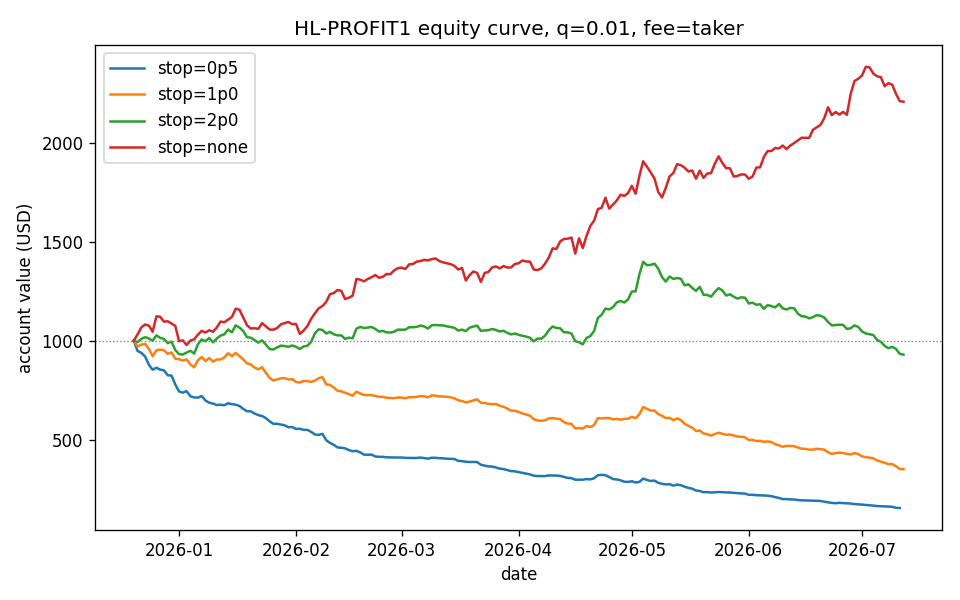 HL-PROFIT1 equity curve, q=0.01, fee=taker
stop=0p5
stop=1p0
stop=2p0
stop=none
account value (USD)
2000
1500
1000
500
2026-01 2026-02 2026-03 2026-04 2026-05 2026-06 2026-07
date